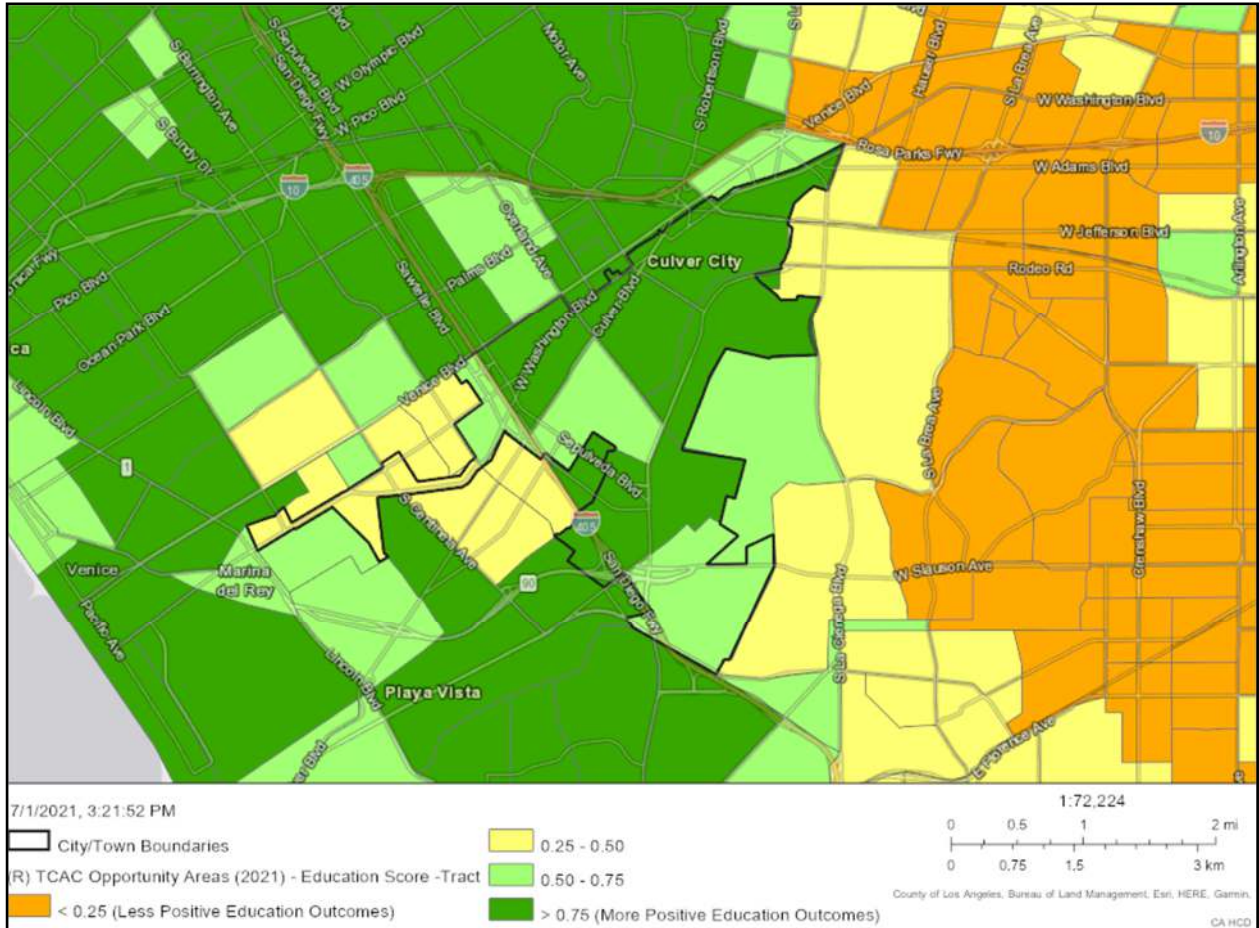 S Barrington Ave
S Sepulveda Blvd
San Diego Fwy
W Olympic Blvd
W Pico Blvd
Motor Ave
S Robertson Blvd
Hauser Blvd
S La Brea Ave
Venice Blvd
W Washington Blvd
S Bundy Dr
10
405
10
Rosa Parks Fwy
W Adams Blvd
Overland Ave
W Jefferson Blvd
Arlington Ave
Culver City
Rodeo Rd
Palms Blvd
Sawtelle Blvd
Pico Blvd
Ocean Park Blvd
W Washington Blvd
Culver Blvd
ca
Lincoln Blvd
Venice Blvd
S La Brea Ave
1
Sepulveda Blvd
S Centinela Ave
405
Crenshaw Blvd
Venice
Marina
del Rey
90
San Diego Fwy
W Slauson Ave
S La Cienega Blvd
Pacific Ave
Lincoln Blvd
Playa Vista
E Florence Ave
7/1/2021, 3:21:52 PM
City/Town Boundaries
(R) TCAC Opportunity Areas (2021) - Education Score -Tract
< 0.25 (Less Positive Education Outcomes)
0.25 - 0.50
0.50 - 0.75
> 0.75 (More Positive Education Outcomes)
1:72,224
0 0.5 1 2 mi
0 0.75 1.5 3 km
County of Los Angeles, Bureau of Land Management, Esri, HERE, Garmin,
CA HCD